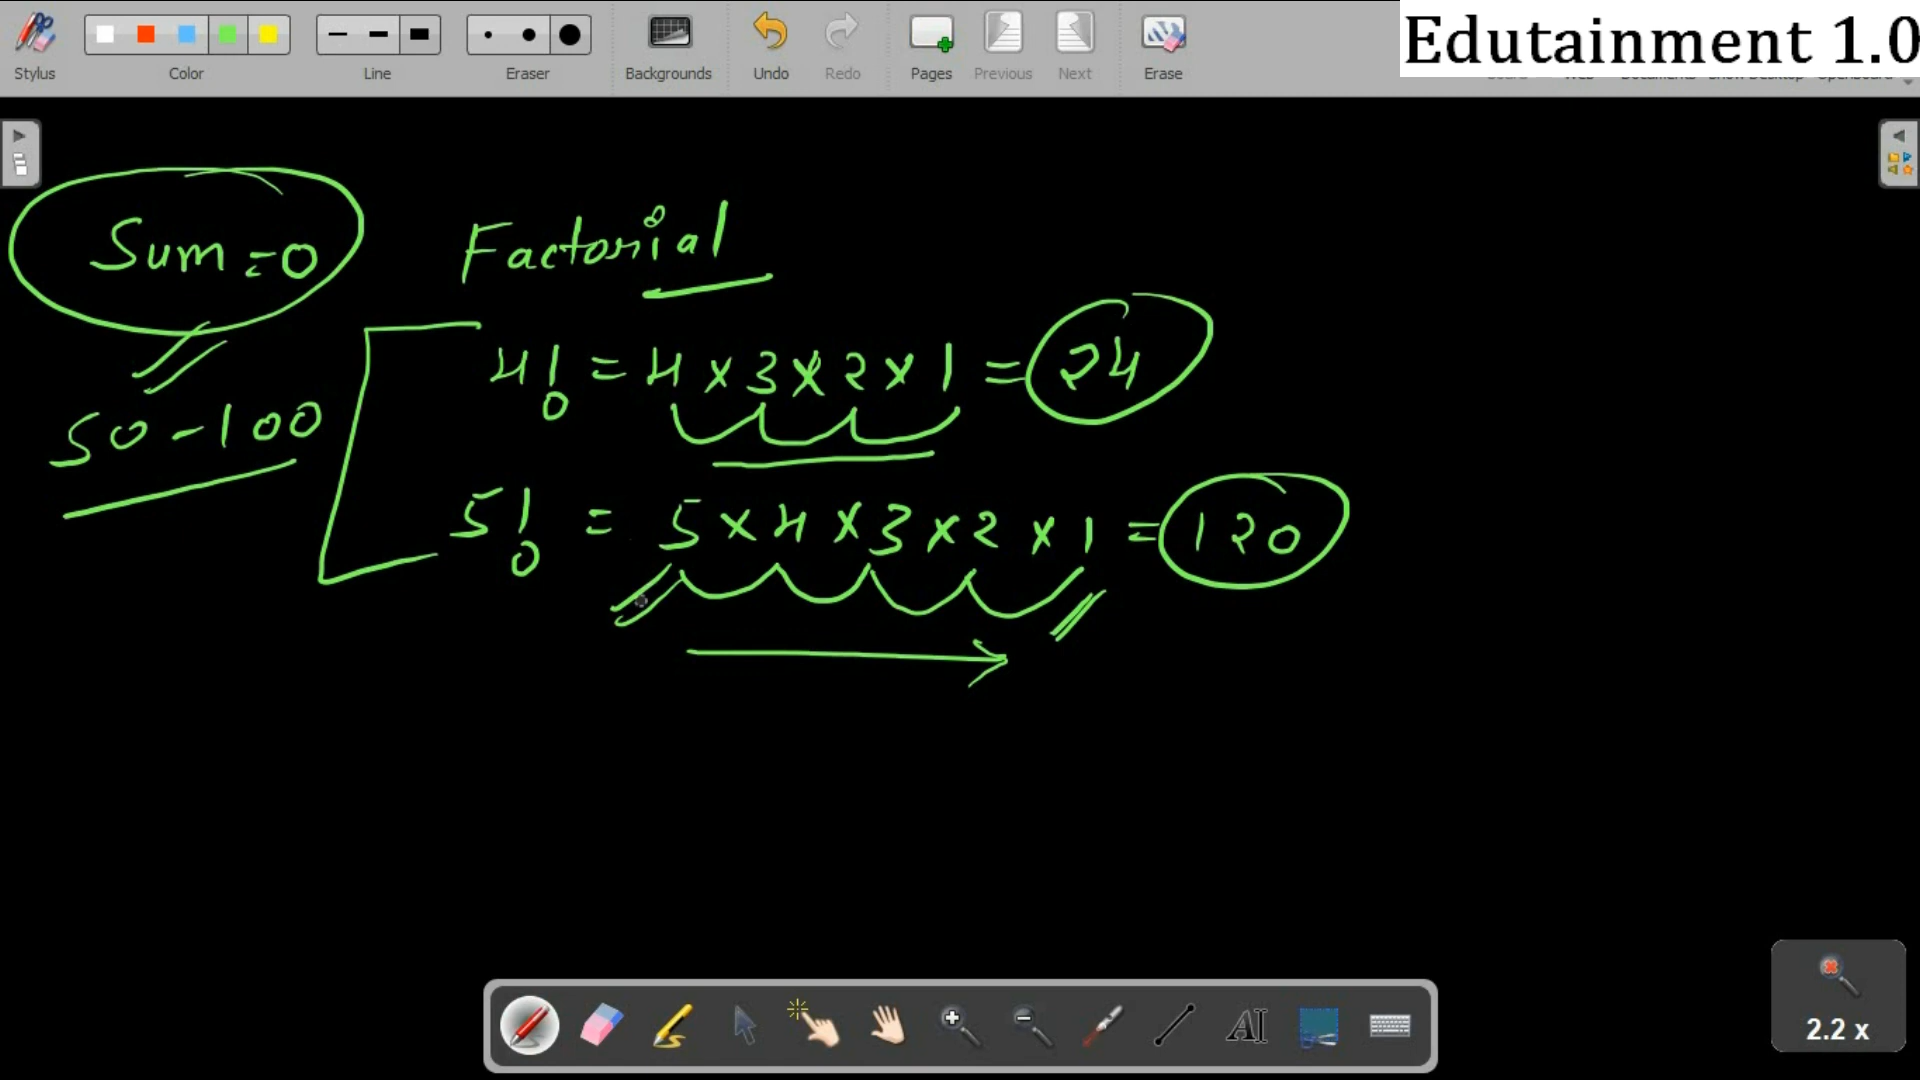 Edutainment 1.0
Stylus
Color
Line
Eraser
Backgrounds
Undo
Redo
Pages
Previous
Next
Erase
Sum = 0
Factorial
4! = 4 x 3 x 2 x 1 = 24
50 - 100
5! = 5 x 4 x 3 x 2 x 1 = 120
2.2 x